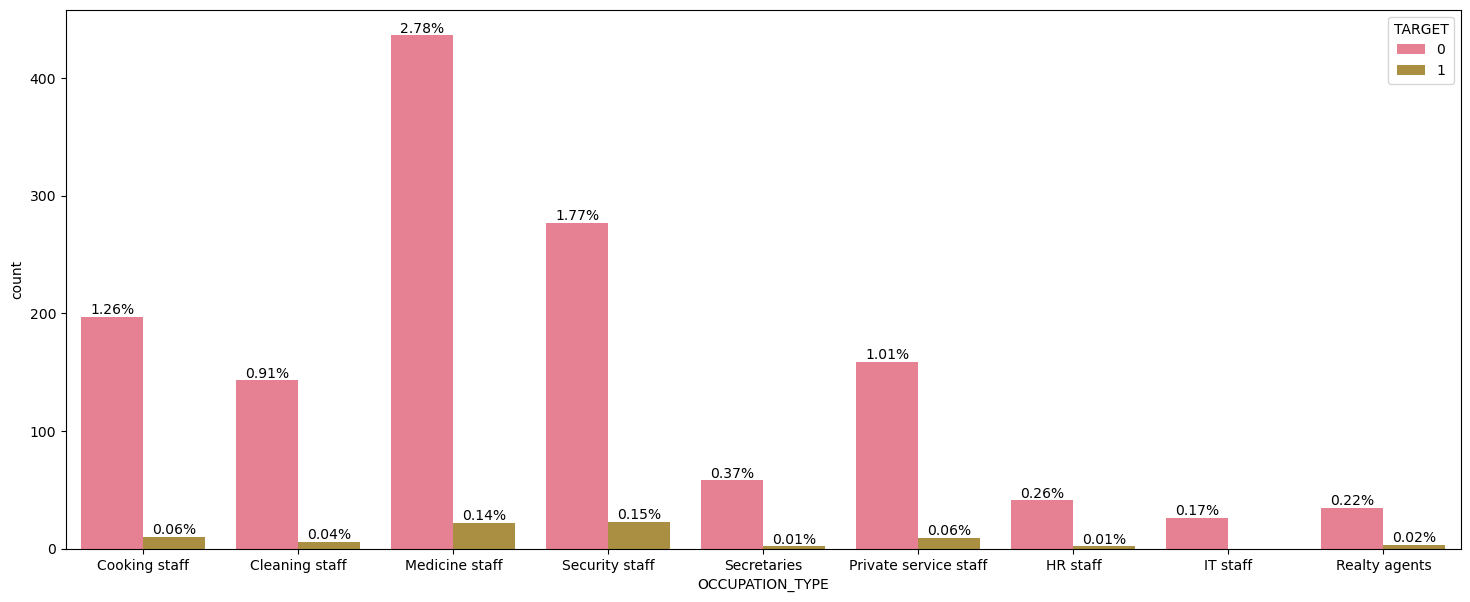 TARGET
0
1
400
300
200
100
0
count
1.26%
0.06%
0.91%
0.04%
2.78%
0.14%
1.77%
0.15%
0.37%
0.01%
1.01%
0.06%
0.26%
0.01%
0.17%
0.22%
0.02%
Cooking staff
Cleaning staff
Medicine staff
Security staff
Secretaries
Private service staff
HR staff
IT staff
Realty agents
OCCUPATION_TYPE